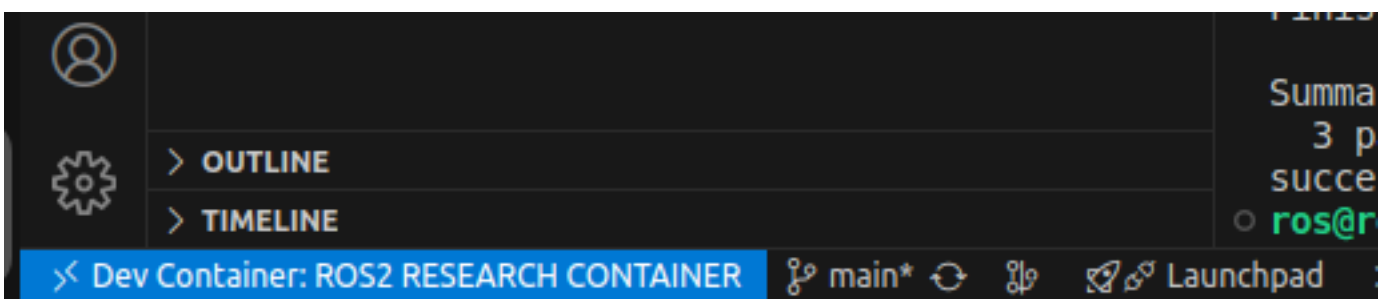 Summa
3 p
OUTLINE
succe
TIMELINE
ros@r
Dev Container: ROS2 RESEARCH CONTAINER
main*
Launchpad